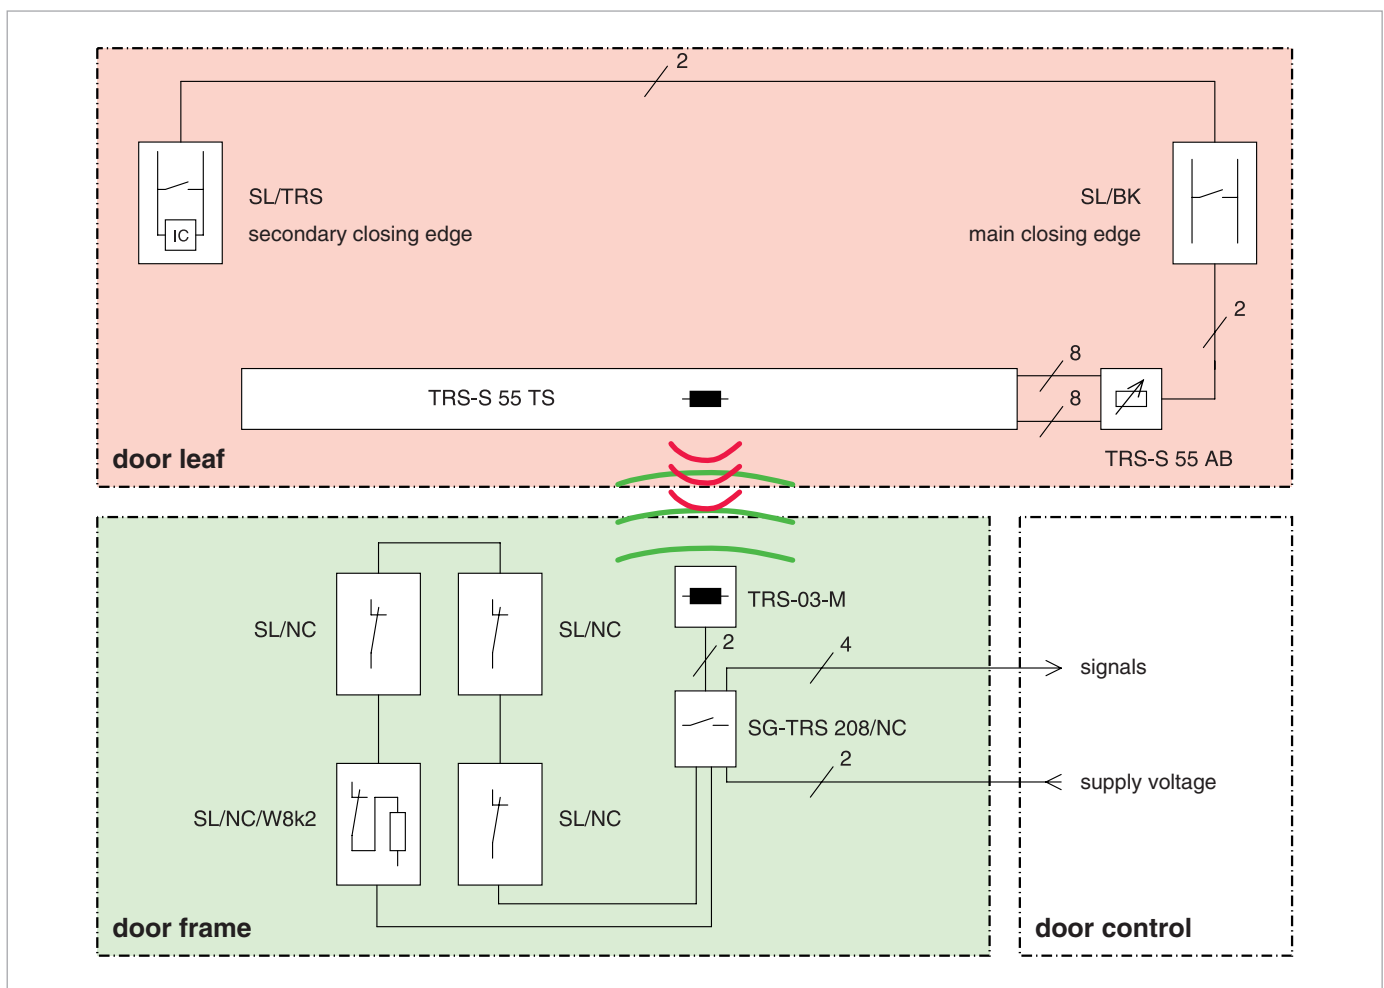 2
SL/TRS
secondary closing edge
IC
SL/BK
main closing edge
2
8
8
TRS-S 55 TS
TRS-S 55 AB
door leaf
TRS-03-M
SL/NC
SL/NC
2
4
signals
SG-TRS 208/NC
2
supply voltage
SL/NC/W8k2
SL/NC
door frame
door control